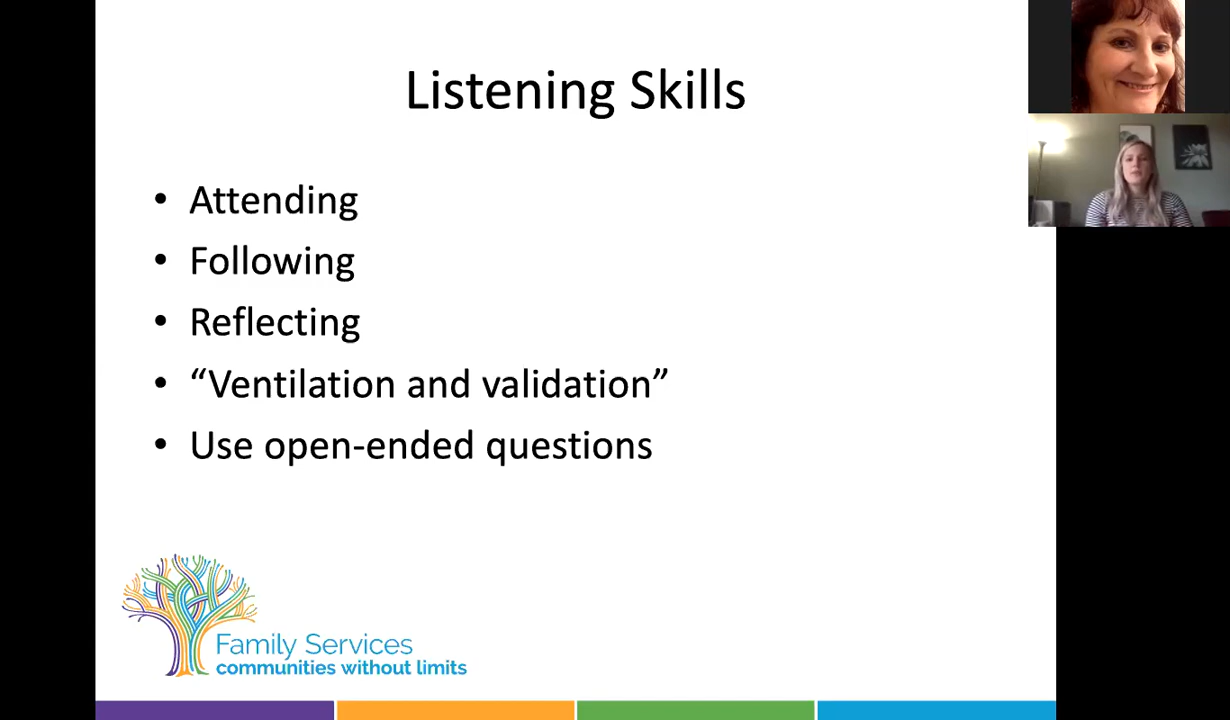 Listening Skills
• Attending
• Following
• Reflecting
• “Ventilation and validation”
• Use open-ended questions
Family Services
communities without limits